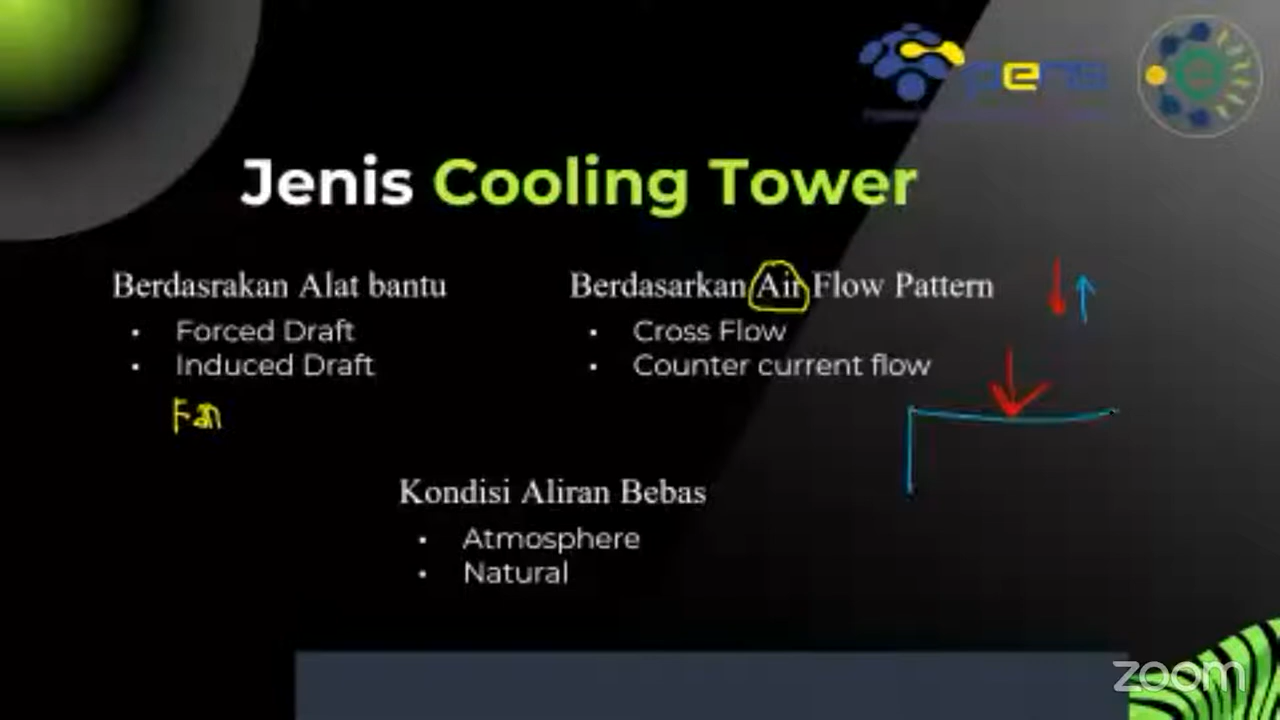 pens
Jenis Cooling Tower
Berdasrakan Alat bantu
• Forced Draft
• Induced Draft
Fan
Berdasarkan Air Flow Pattern
• Cross Flow
• Counter current flow
Kondisi Aliran Bebas
• Atmosphere
• Natural
zoom